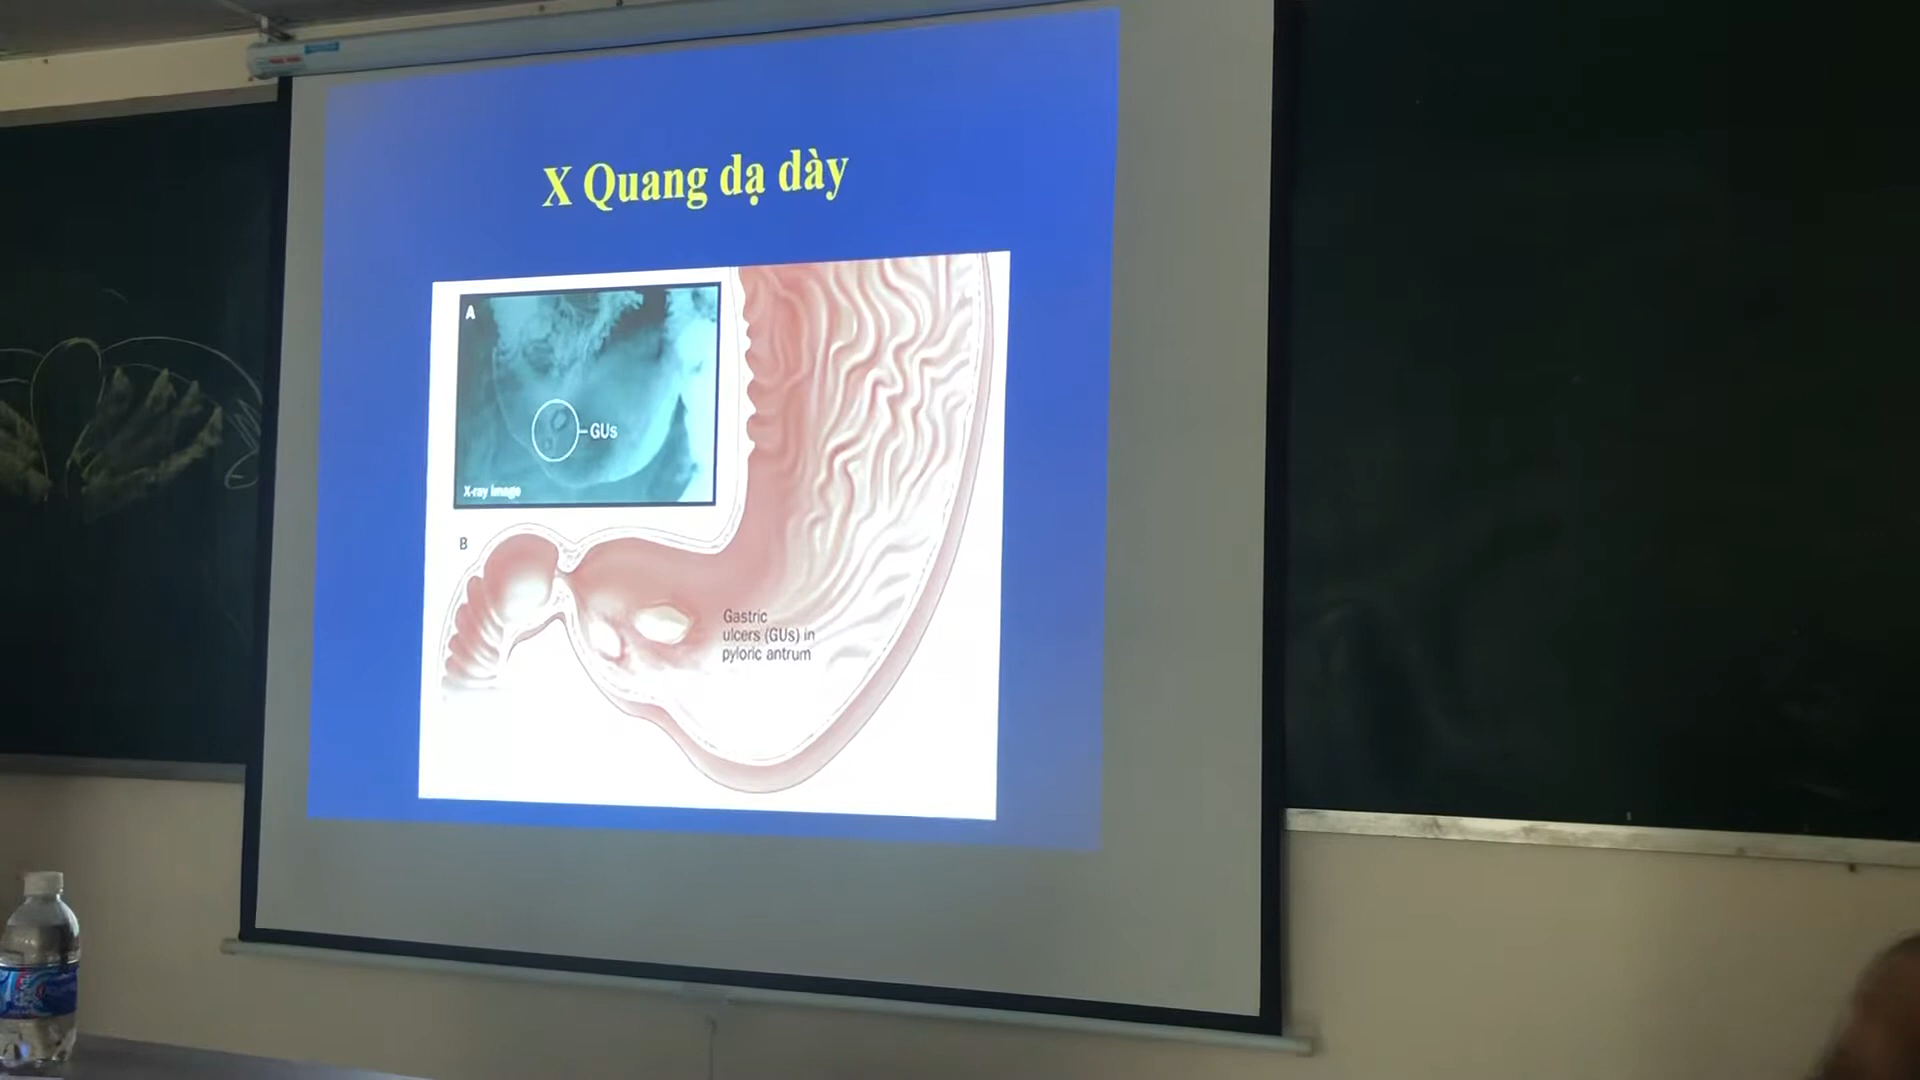 X Quang dạ dày
A
GUs
X-ray image
B
Gastric
ulcers (GUs) in
pyloric antrum